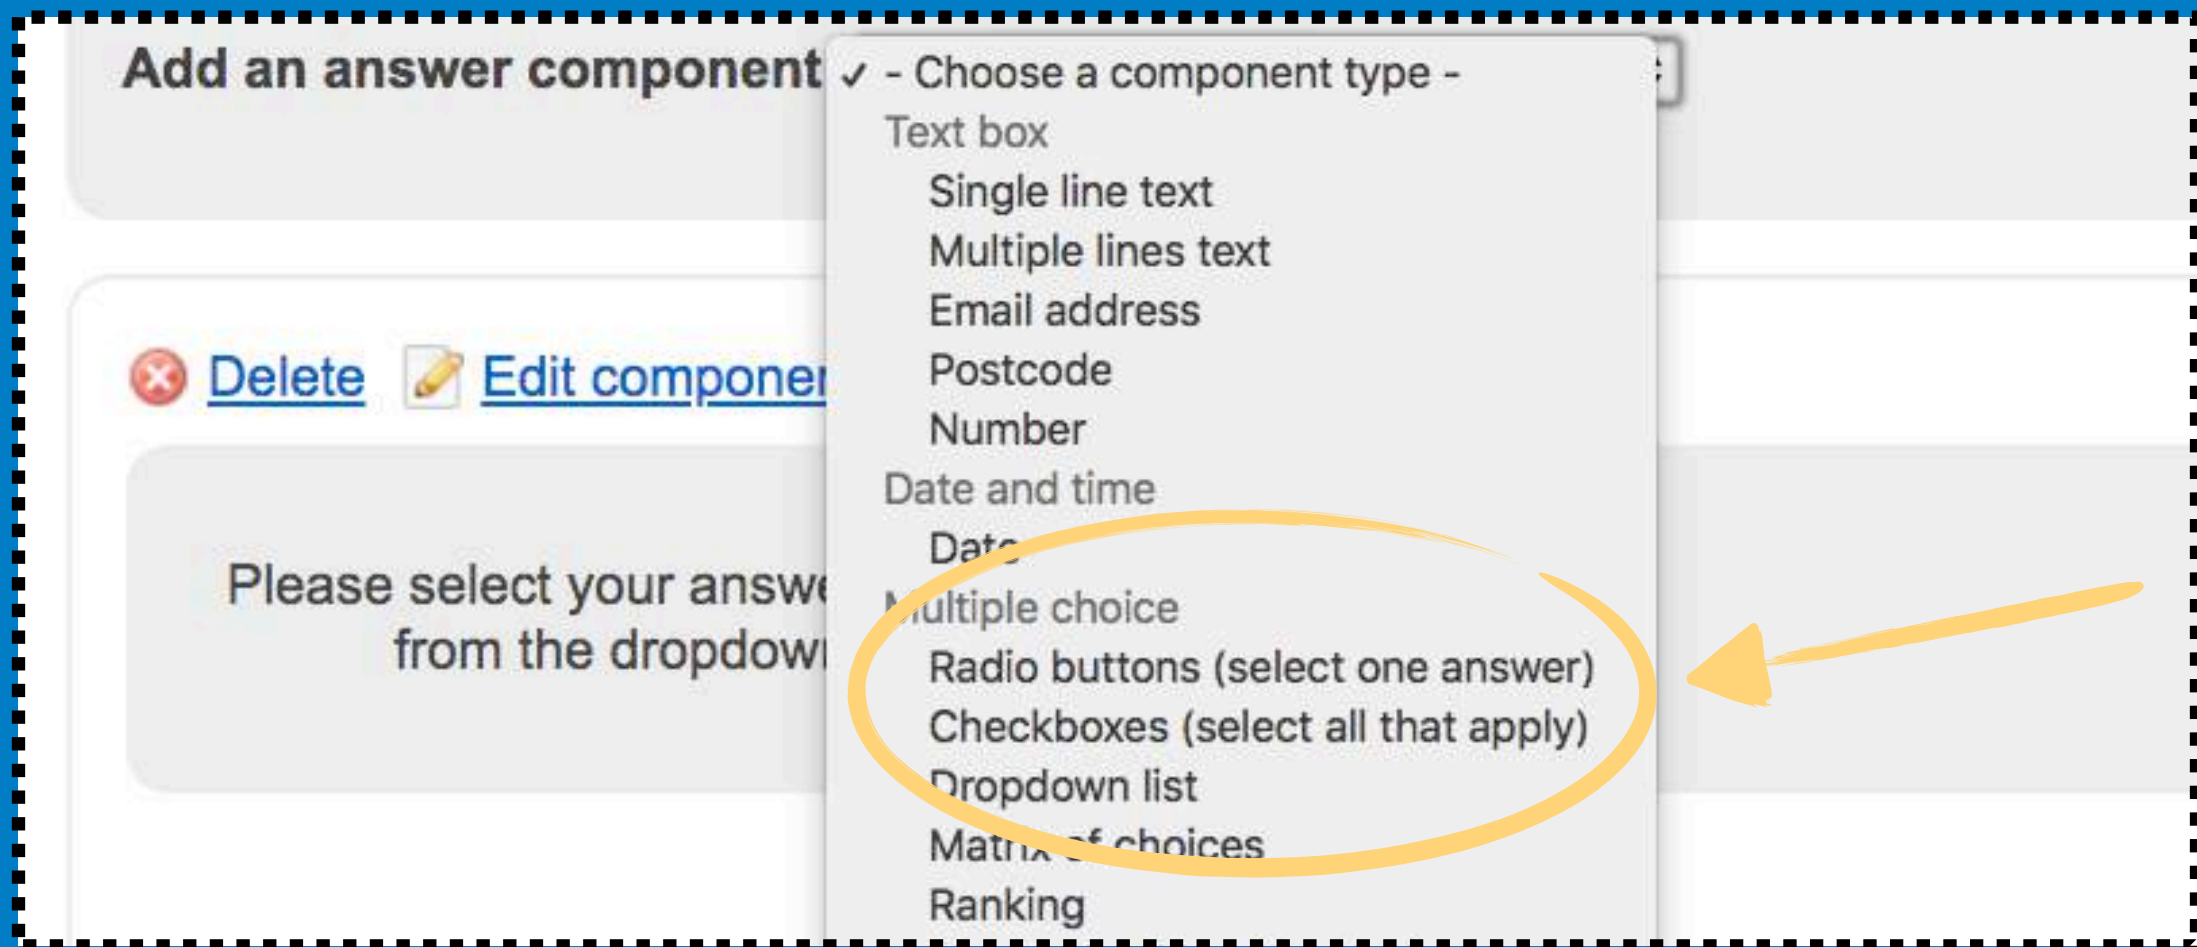 Add an answer component
✓ - Choose a component type -
Text box
Single line text
Multiple lines text
Email address
Postcode
Number
Date and time
Date
Multiple choice
Radio buttons (select one answer)
Checkboxes (select all that apply)
Dropdown list
Matrix of choices
Ranking
Delete
Edit
Please select your
from the